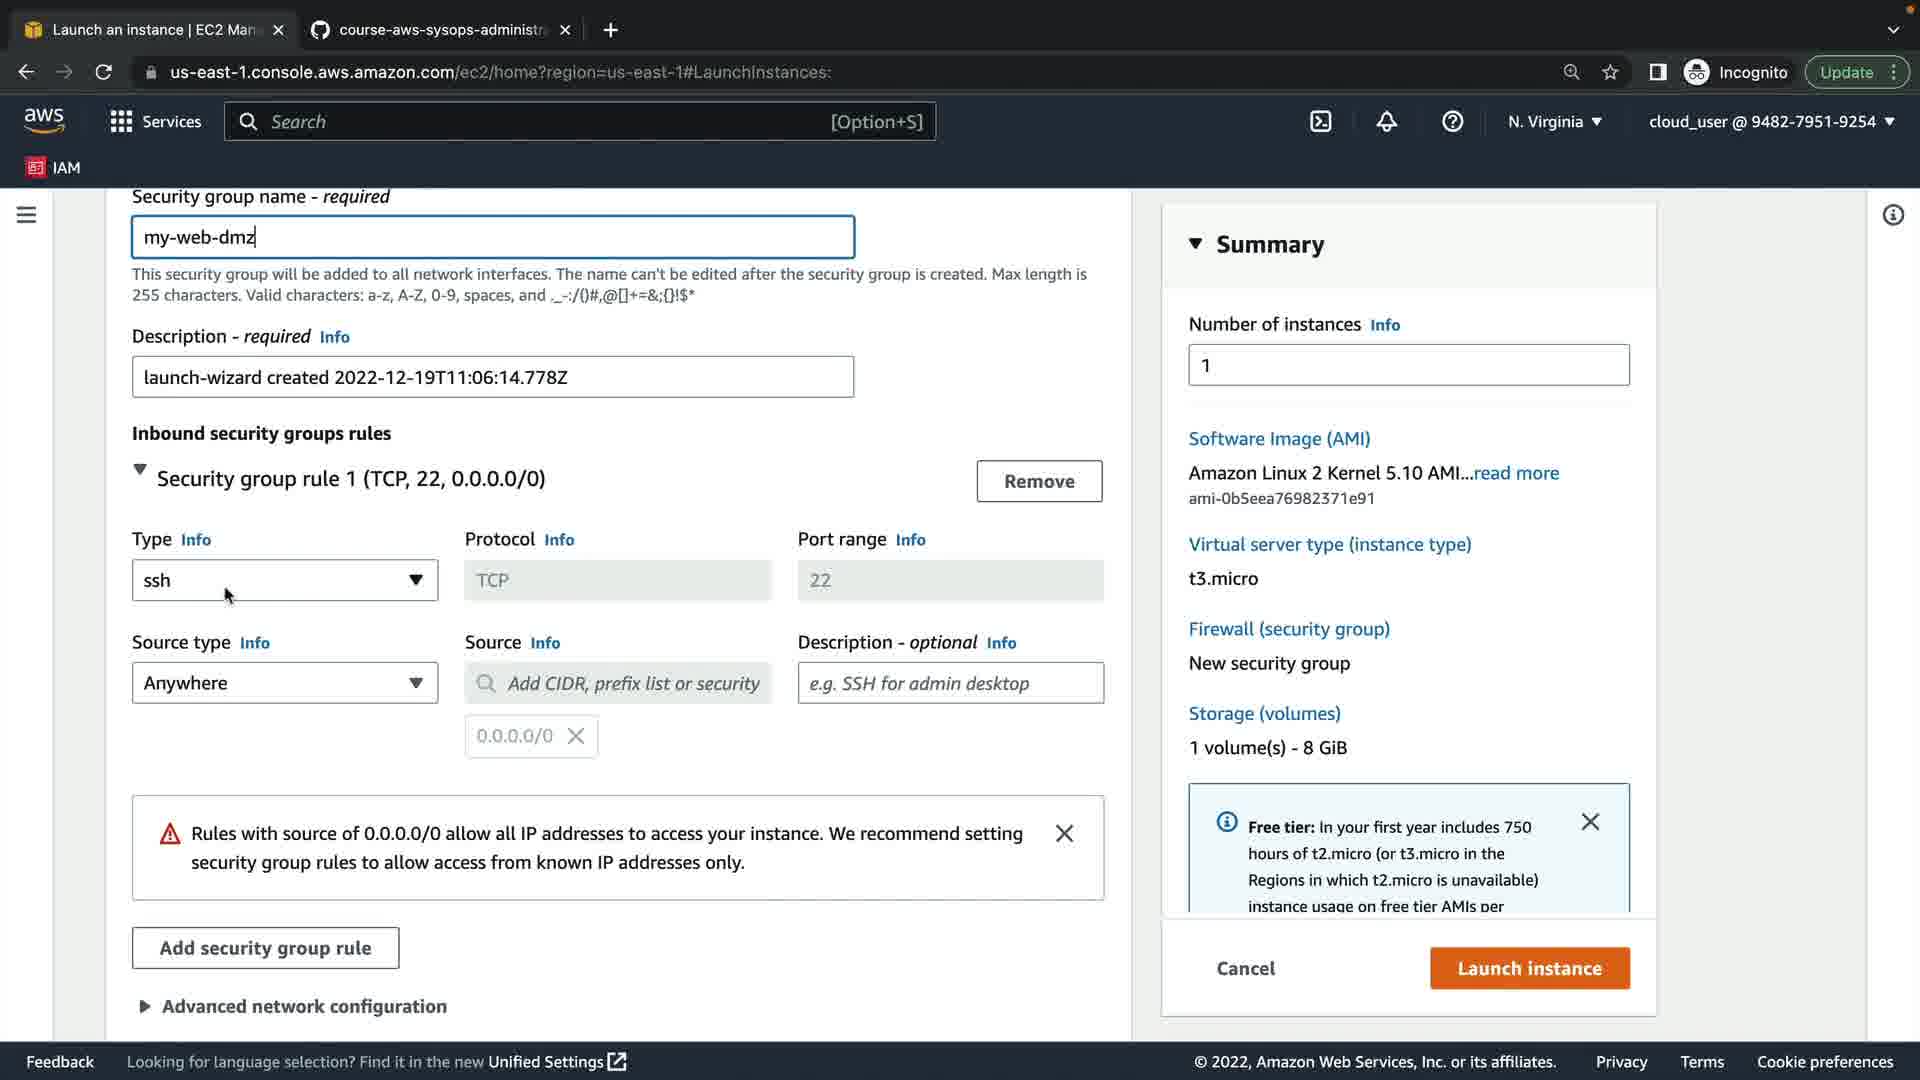 Launch an instance | EC2 Man
course-aws-sysops-administr
us-east-1.console.aws.amazon.com/ec2/home?region=us-east-1#LaunchInstances:
Incognito
Update
aws
Services
Search
[Option+S]
N. Virginia
cloud_user @ 9482-7951-9254
IAM
Security group name - required
my-web-dmz
This security group will be added to all network interfaces. The name can't be edited after the security group is created. Max length is
255 characters. Valid characters: a-z, A-Z, 0-9, spaces, and ._-:/()#,@[]+=&;{}!$*
Description - required Info
launch-wizard created 2022-12-19T11:06:14.778Z
Inbound security groups rules
Security group rule 1 (TCP, 22, 0.0.0.0/0)
Remove
Type Info
Protocol Info
Port range Info
ssh
TCP
22
Source type Info
Source Info
Description - optional Info
Anywhere
Add CIDR, prefix list or security
e.g. SSH for admin desktop
0.0.0.0/0
Rules with source of 0.0.0.0/0 allow all IP addresses to access your instance. We recommend setting
security group rules to allow access from known IP addresses only.
Add security group rule
Advanced network configuration
Summary
Number of instances Info
1
Software Image (AMI)
Amazon Linux 2 Kernel 5.10 AMI...read more
ami-0b5eea76982371e91
Virtual server type (instance type)
t3.micro
Firewall (security group)
New security group
Storage (volumes)
1 volume(s) - 8 GiB
Free tier: In your first year includes 750
hours of t2.micro (or t3.micro in the
Regions in which t2.micro is unavailable)
instance usage on free tier AMIs per
Cancel
Launch instance
Feedback
Looking for language selection? Find it in the new Unified Settings
© 2022, Amazon Web Services, Inc. or its affiliates.
Privacy
Terms
Cookie preferences